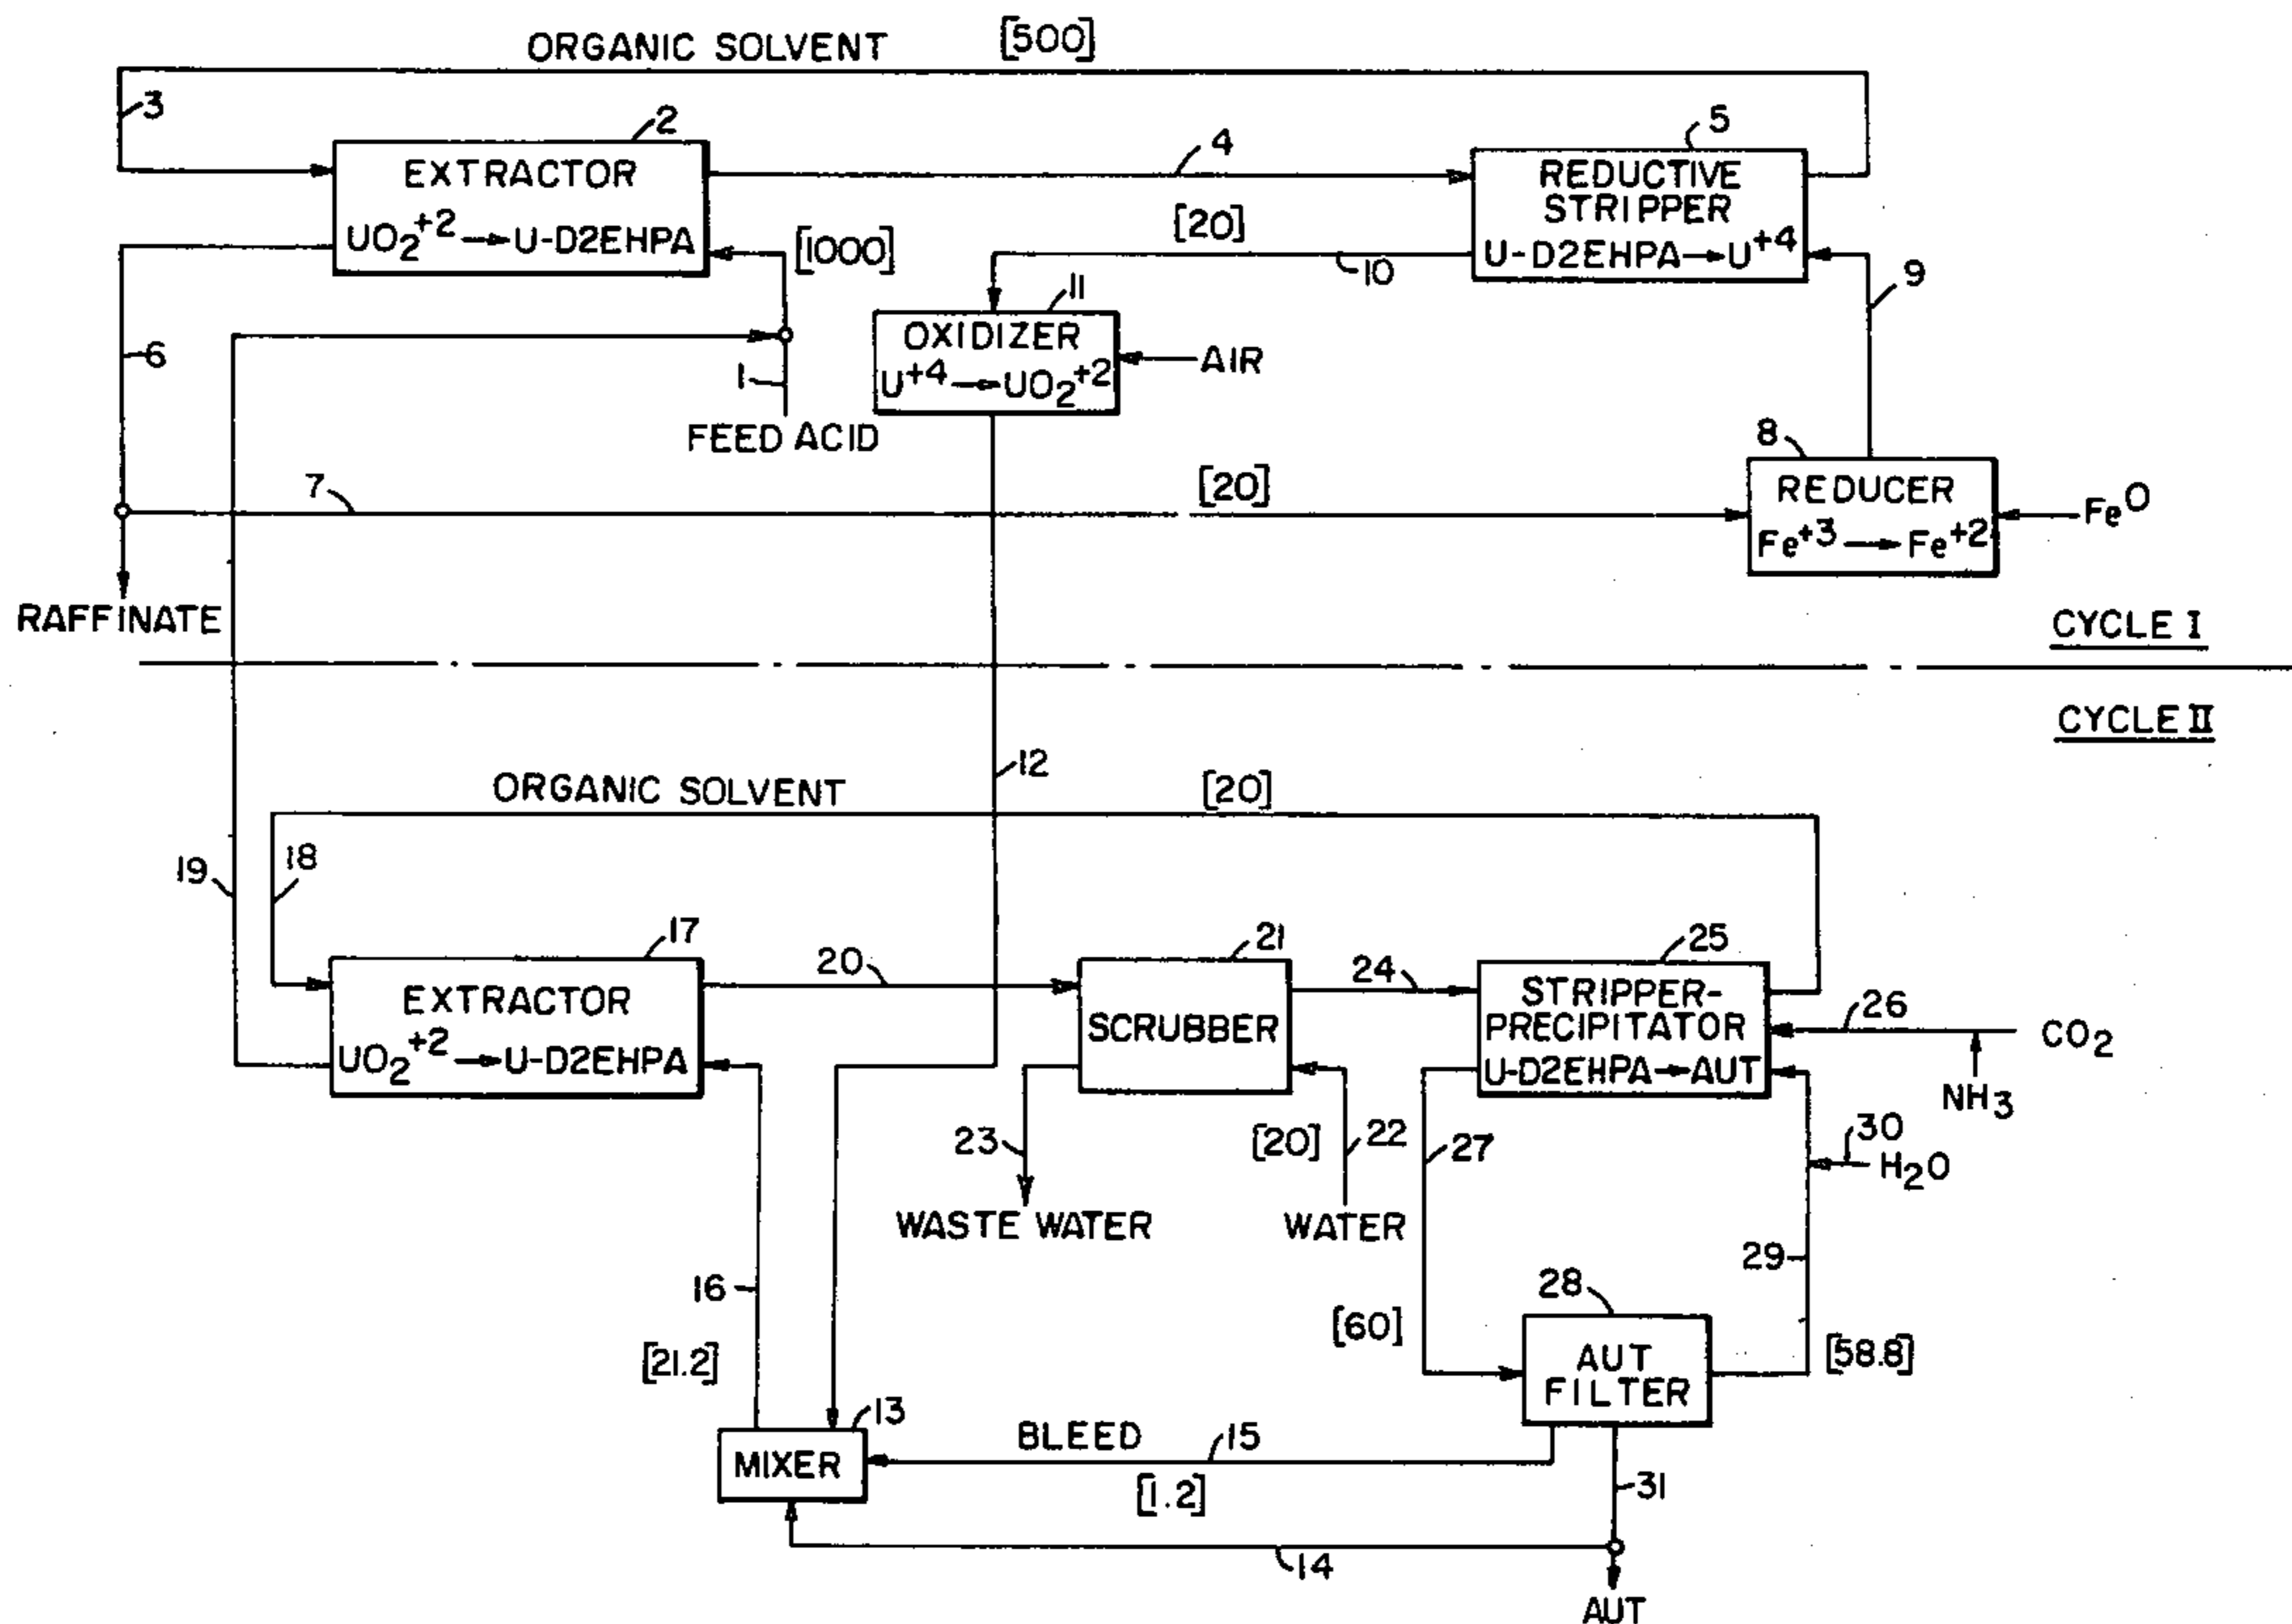 ORGANIC SOLVENT [500]
3
2
4
5
EXTRACTOR
UO2+2 → U-D2EHPA
REDUCTIVE
STRIPPER
U-D2EHPA → U+4
[1000]
[20]
10
9
6
1
FEED ACID
11
OXIDIZER
U+4 → UO2+2
AIR
8
REDUCER
Fe+3 → Fe+2
Fe0
7
[20]
RAFFINATE
CYCLE I
CYCLE II
12
ORGANIC SOLVENT [20]
19
18
17
EXTRACTOR
UO2+2 → U-D2EHPA
20
21
SCRUBBER
24
25
STRIPPER-
PRECIPITATOR
U-D2EHPA → AUT
26
CO2
NH3
30
H2O
23
WASTE WATER
[20]
22
WATER
27
29
16
[21.2]
[60]
28
AUT
FILTER
[58.8]
13
MIXER
BLEED
15
[1.2]
31
14
AUT